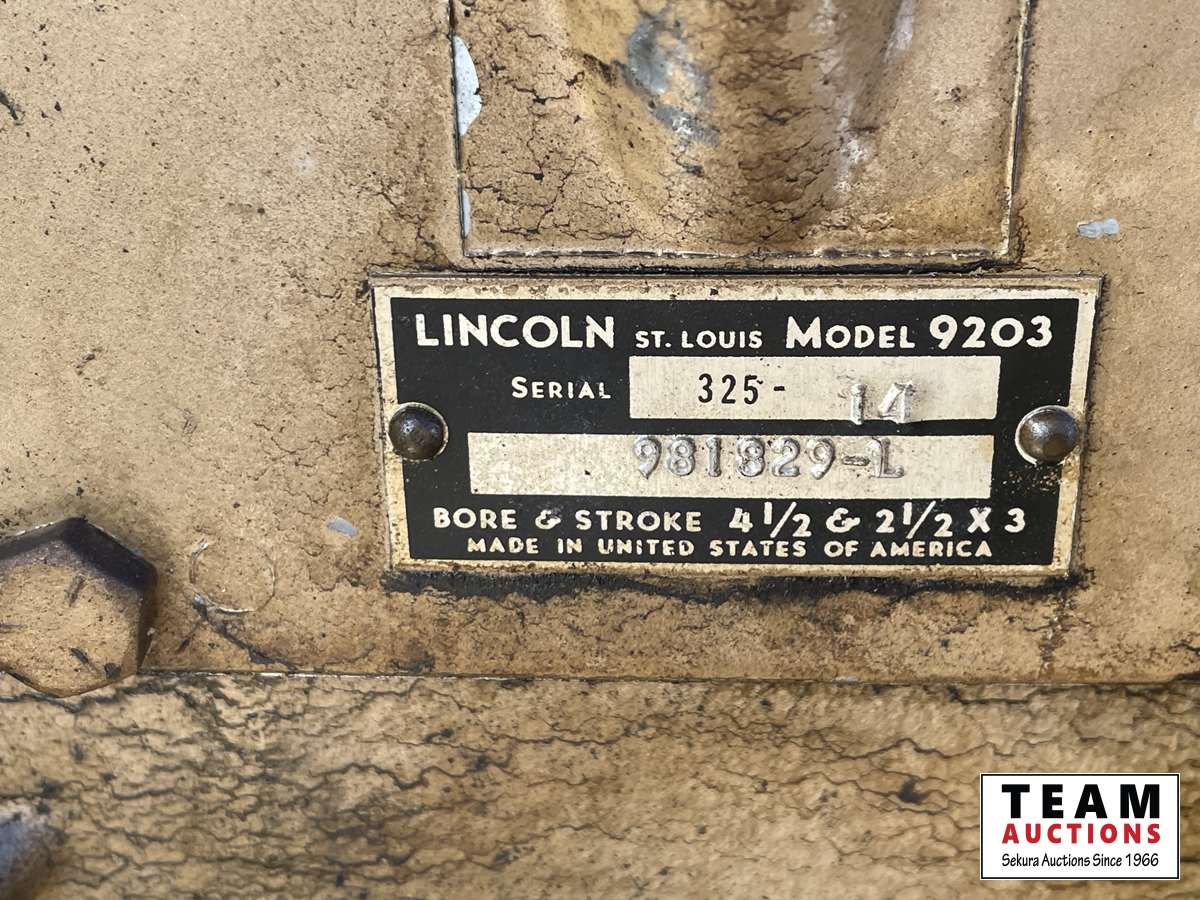 LINCOLN ST. LOUIS MODEL 9203
SERIAL 325- 14
981829-L
BORE & STROKE 4 1/2 & 2 1/2 X 3
MADE IN UNITED STATES OF AMERICA
TEAM
AUCTIONS
Sekura Auctions Since 1966